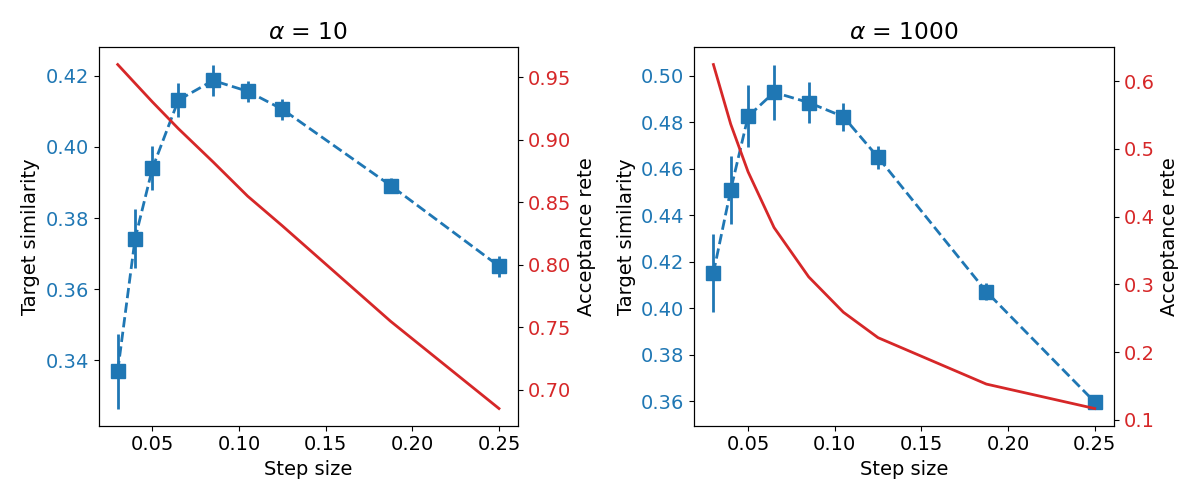 α = 10
Target similarity
0.42
0.40
0.38
0.36
0.34
0.95
0.90
0.85
0.80
0.75
0.70
Acceptance rete
0.05 0.10 0.15 0.20 0.25
Step size
α = 1000
Target similarity
0.50
0.48
0.46
0.44
0.42
0.40
0.38
0.36
0.6
0.5
0.4
0.3
0.2
0.1
Acceptance rete
0.05 0.10 0.15 0.20 0.25
Step size